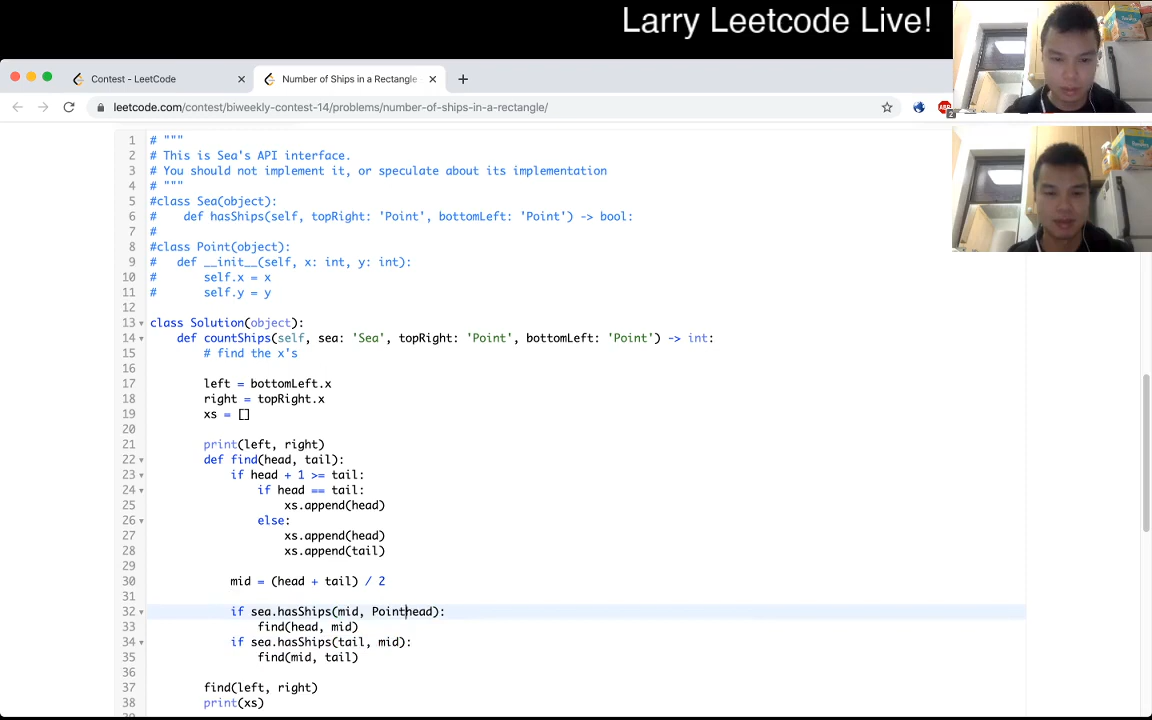 Larry Leetcode Live!
Contest - LeetCode
Number of Ships in a Rectangle
leetcode.com/contest/biweekly-contest-14/problems/number-of-ships-in-a-rectangle/
ABP
2
1 # """
2 # This is Sea's API interface.
3 # You should not implement it, or speculate about its implementation
4 # """
5 #class Sea(object):
6 #    def hasShips(self, topRight: 'Point', bottomLeft: 'Point') -> bool:
7 #
8 #class Point(object):
9 #   def __init__(self, x: int, y: int):
10 #       self.x = x
11 #       self.y = y
12
13 class Solution(object):
14     def countShips(self, sea: 'Sea', topRight: 'Point', bottomLeft: 'Point') -> int:
15         # find the x's
16
17         left = bottomLeft.x
18         right = topRight.x
19         xs = []
20
21         print(left, right)
22         def find(head, tail):
23             if head + 1 >= tail:
24                 if head == tail:
25                     xs.append(head)
26                 else:
27                     xs.append(head)
28                     xs.append(tail)
29
30             mid = (head + tail) / 2
31
32             if sea.hasShips(mid, Pointhead):
33                 find(head, mid)
34             if sea.hasShips(tail, mid):
35                 find(mid, tail)
36
37         find(left, right)
38         print(xs)